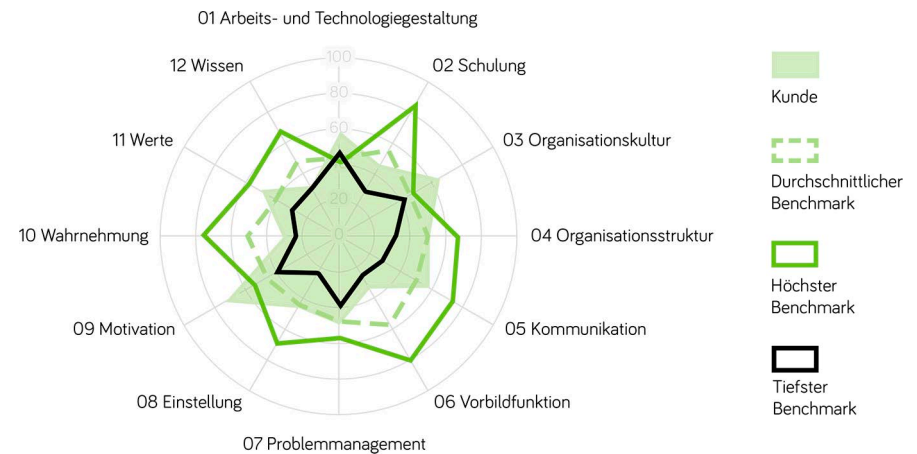 01 Arbeits- und Technologiegestaltung
12 Wissen
100
02 Schulung
80
60
11 Werte
03 Organisationskultur
20
10 Wahrnehmung
0
04 Organisationsstruktur
09 Motivation
05 Kommunikation
08 Einstellung
06 Vorbildfunktion
07 Problemmanagement
Kunde
Durchschnittlicher
Benchmark
Höchster
Benchmark
Tiefster
Benchmark